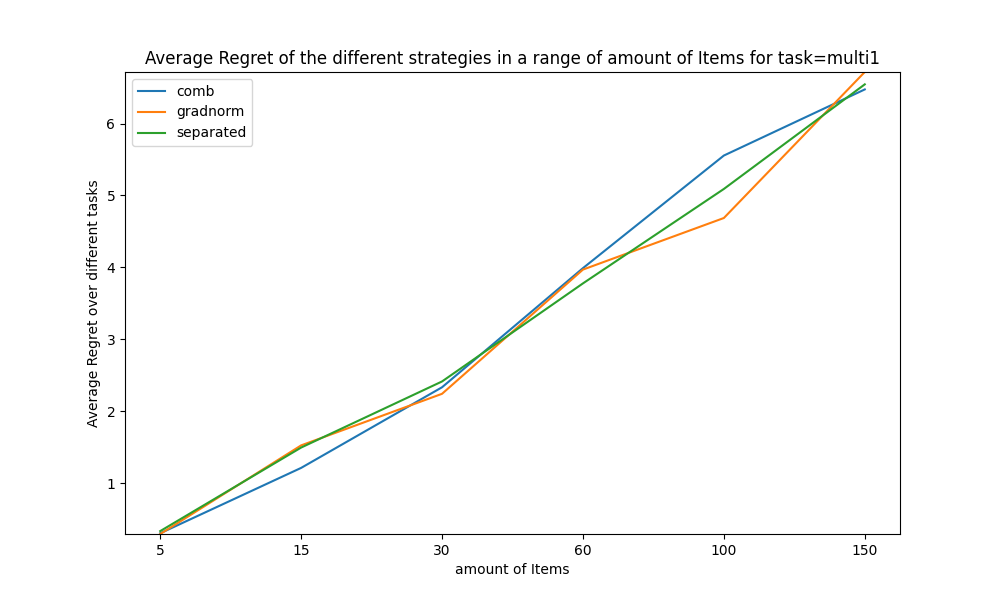 Average Regret of the different strategies in a range of amount of Items for task=multi1
comb
gradnorm
separated
Average Regret over different tasks
6
5
4
3
2
1
5 15 30 60 100 150
amount of Items